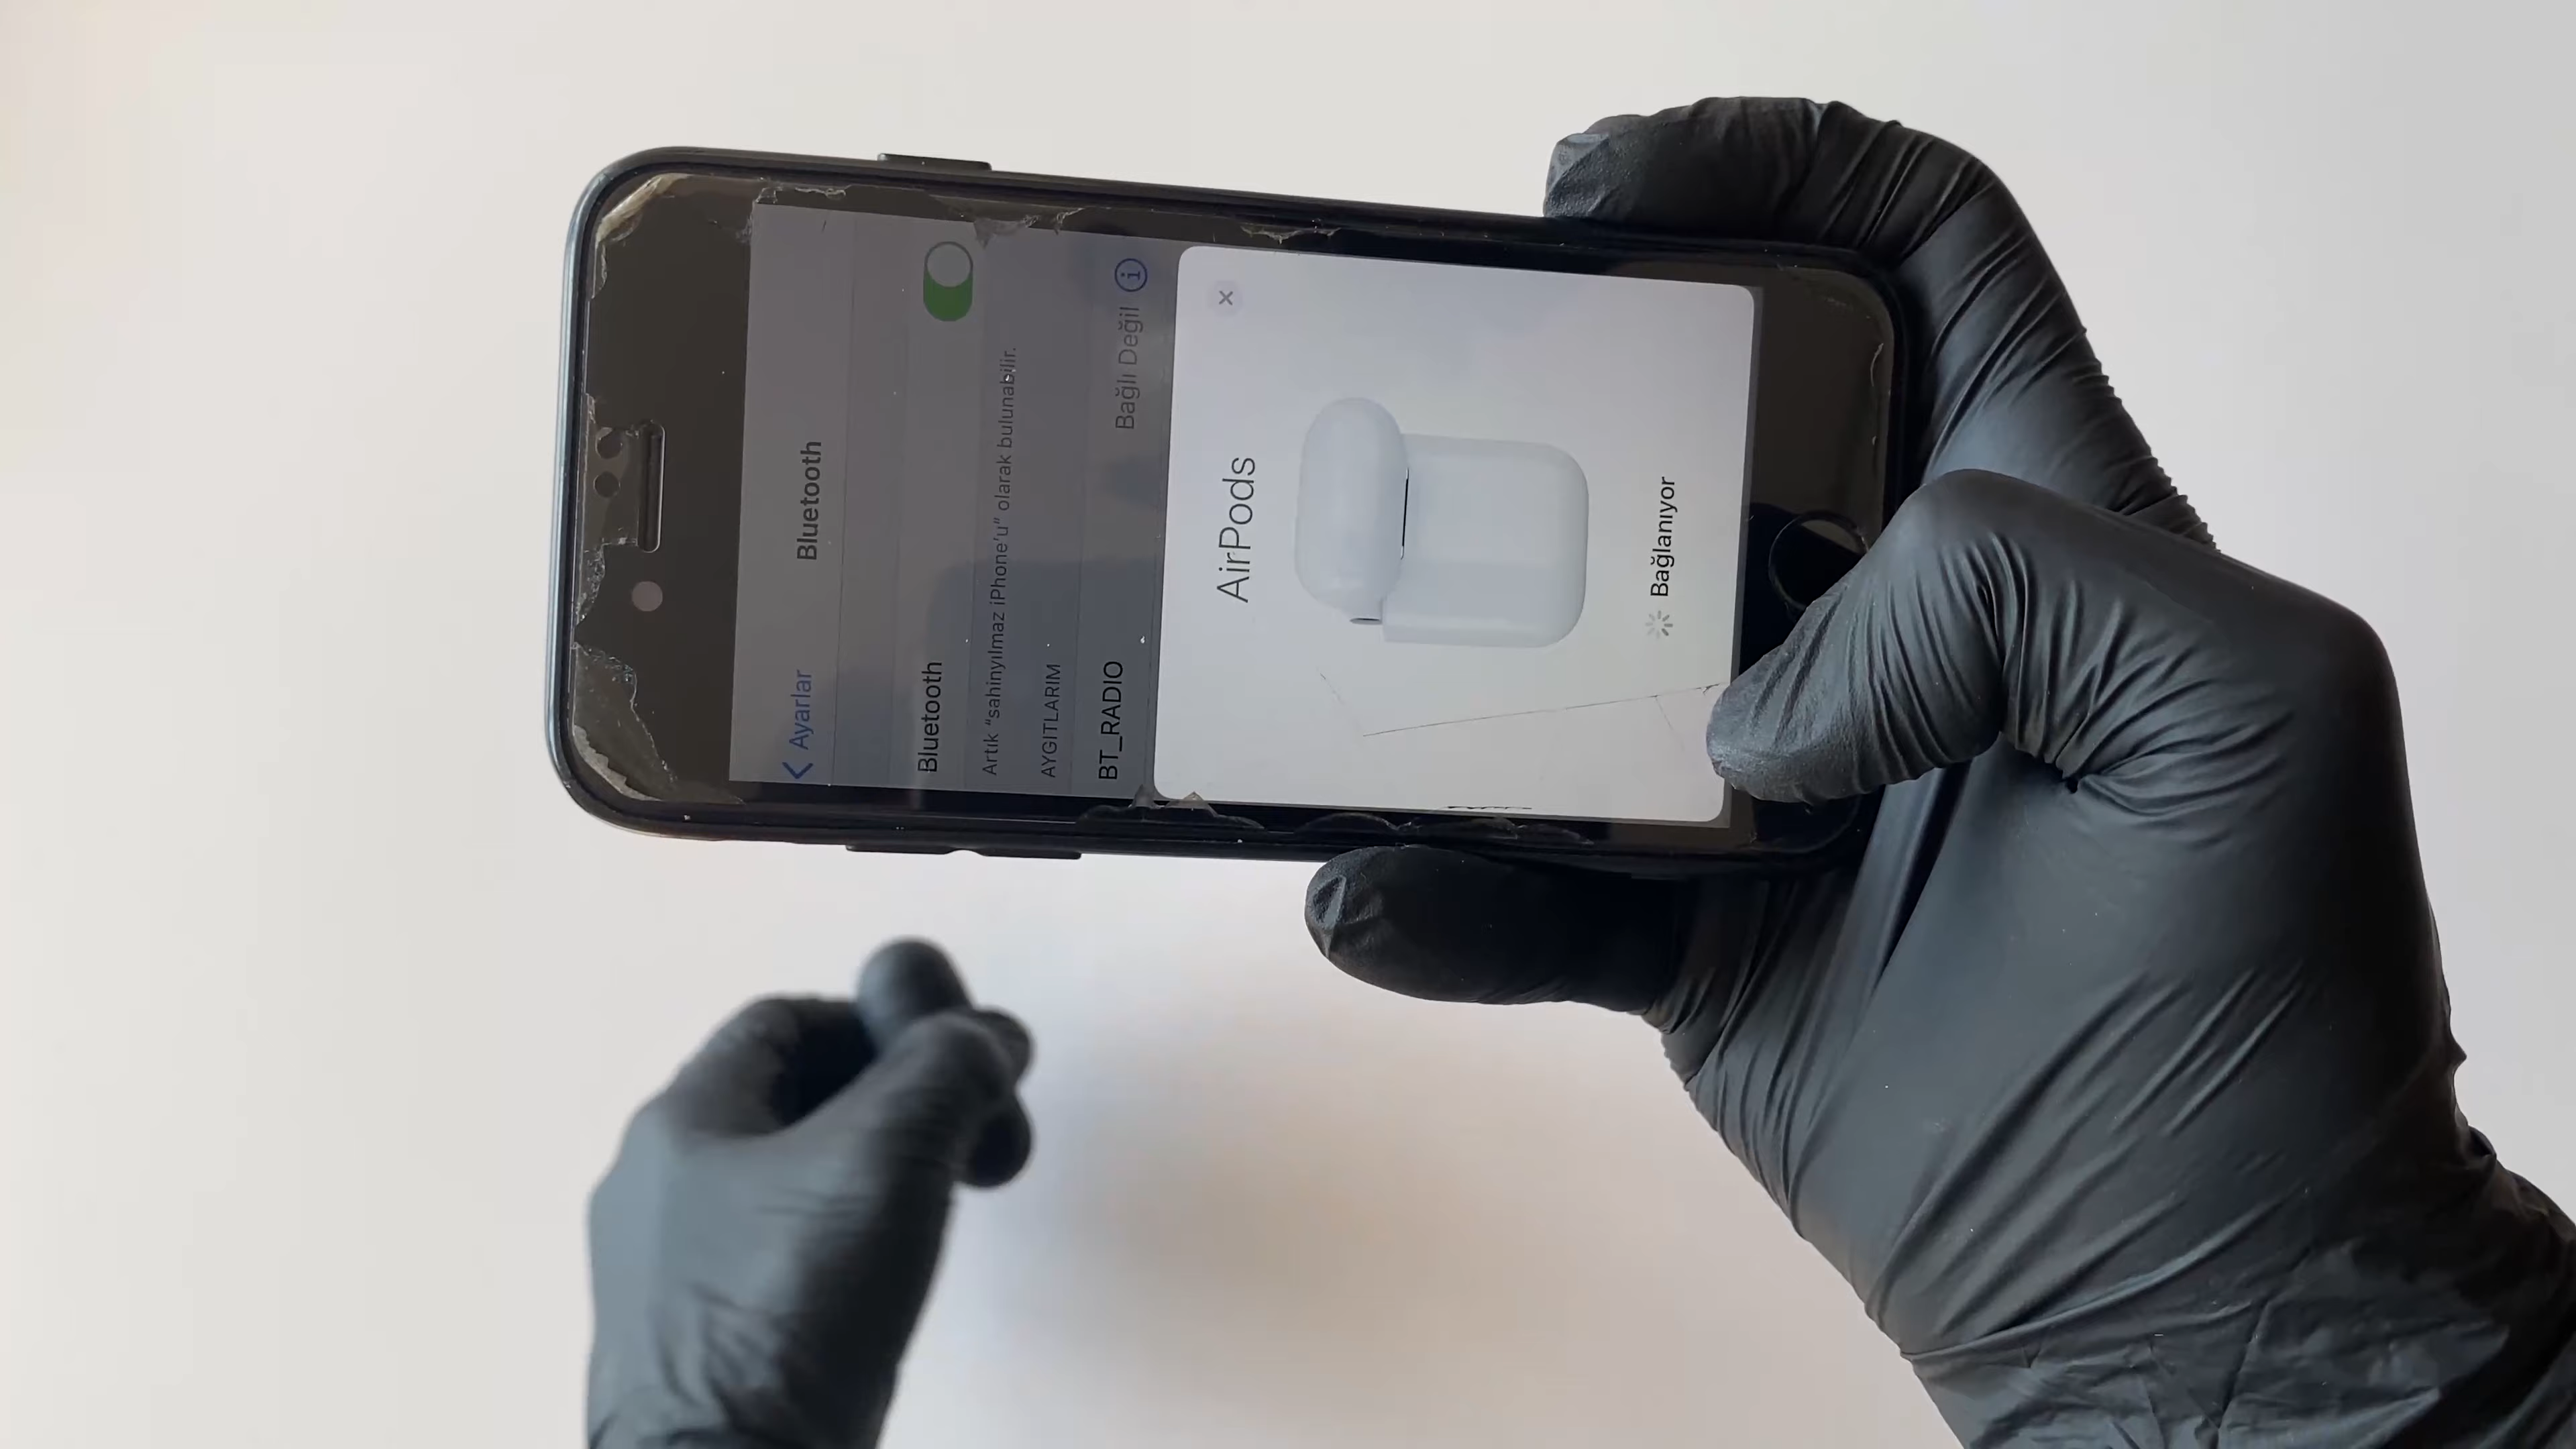 Ayarlar
Bluetooth
Bluetooth
Artık “sahinyılmaz iPhone'u” olarak bulunabilir.
AYGITLARIM
BT_RADIO
Bağlı Değil
AirPods
Bağlanıyor